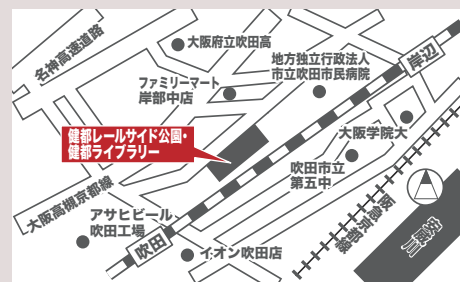 名神高速道路
大阪府立吹田高
地方独立行政法人
市立吹田市民病院
岸辺
ファミリーマート
岸部中店
健都レールサイド公園・
健都ライブラリー
大阪学院大
吹田市立
第五中
大阪高槻京都線
アサヒビール
吹田工場
吹田
イオン吹田店
阪急京都線